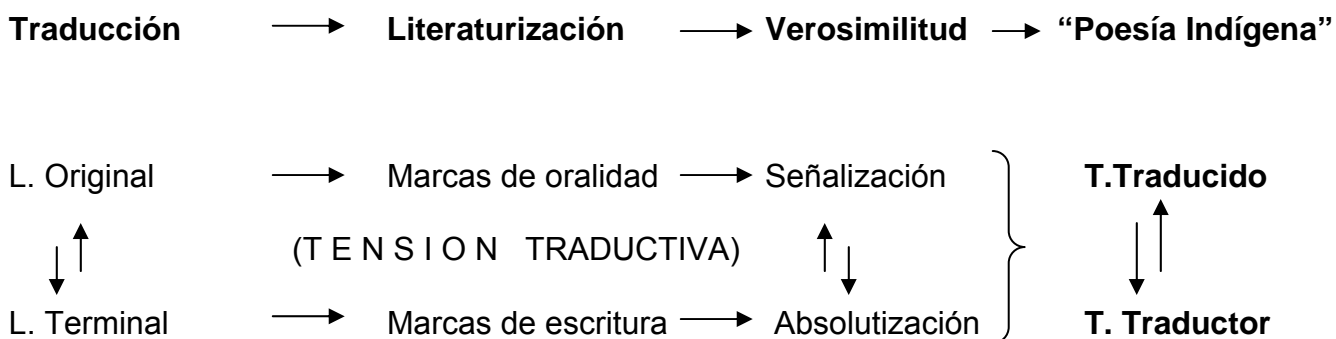 Traducción Literaturización Verosimilitud “Poesía Indígena”
L. Original Marcas de oralidad Señalización T.Traducido
(T E N S I O N TRADUCTIVA)
L. Terminal Marcas de escritura Absolutización T. Traductor